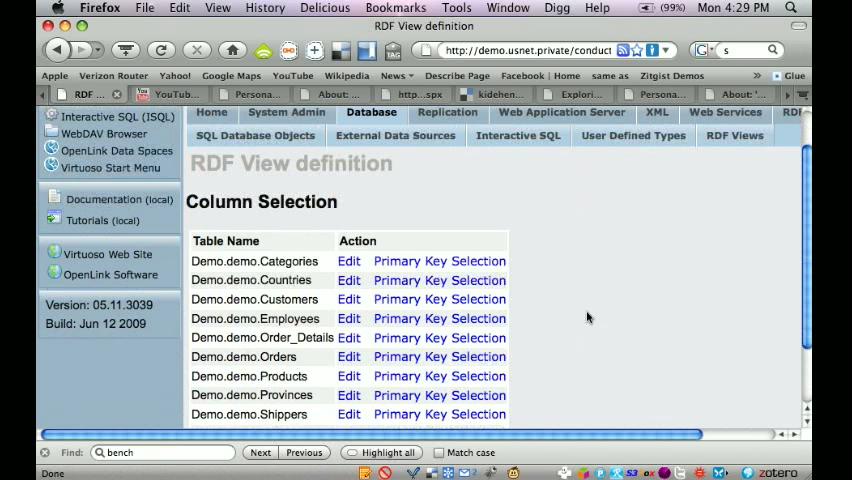 Firefox File Edit View History Delicious Bookmarks Tools Window Digg Help (99%) Mon 4:29 PM
RDF View definition
http://demo.usnet.private/conduct s
Apple Verizon Router Yahoo! Google Maps YouTube Wikipedia News Pages Describe Page Facebook | Home same as Zitgist Demos » Glue
RDF ... YouTub... Persona... About: ... http...spx kidehen... Explori... Persona... About: '...
Home System Admin Database Replication Web Application Server XML Web Services RD
SQL Database Objects External Data Sources Interactive SQL User Defined Types RDF Views
Interactive SQL (ISQL)
WebDAV Browser
OpenLink Data Spaces
Virtuoso Start Menu
Documentation (local)
Tutorials (local)
Virtuoso Web Site
OpenLink Software
Version: 05.11.3039
Build: Jun 12 2009
RDF View definition
Column Selection
Table Name Action
Demo.demo.Categories Edit Primary Key Selection
Demo.demo.Countries Edit Primary Key Selection
Demo.demo.Customers Edit Primary Key Selection
Demo.demo.Employees Edit Primary Key Selection
Demo.demo.Order_Details Edit Primary Key Selection
Demo.demo.Orders Edit Primary Key Selection
Demo.demo.Products Edit Primary Key Selection
Demo.demo.Provinces Edit Primary Key Selection
Demo.demo.Shippers Edit Primary Key Selection
Find: bench Next Previous Highlight all Match case
Done S3 zotero